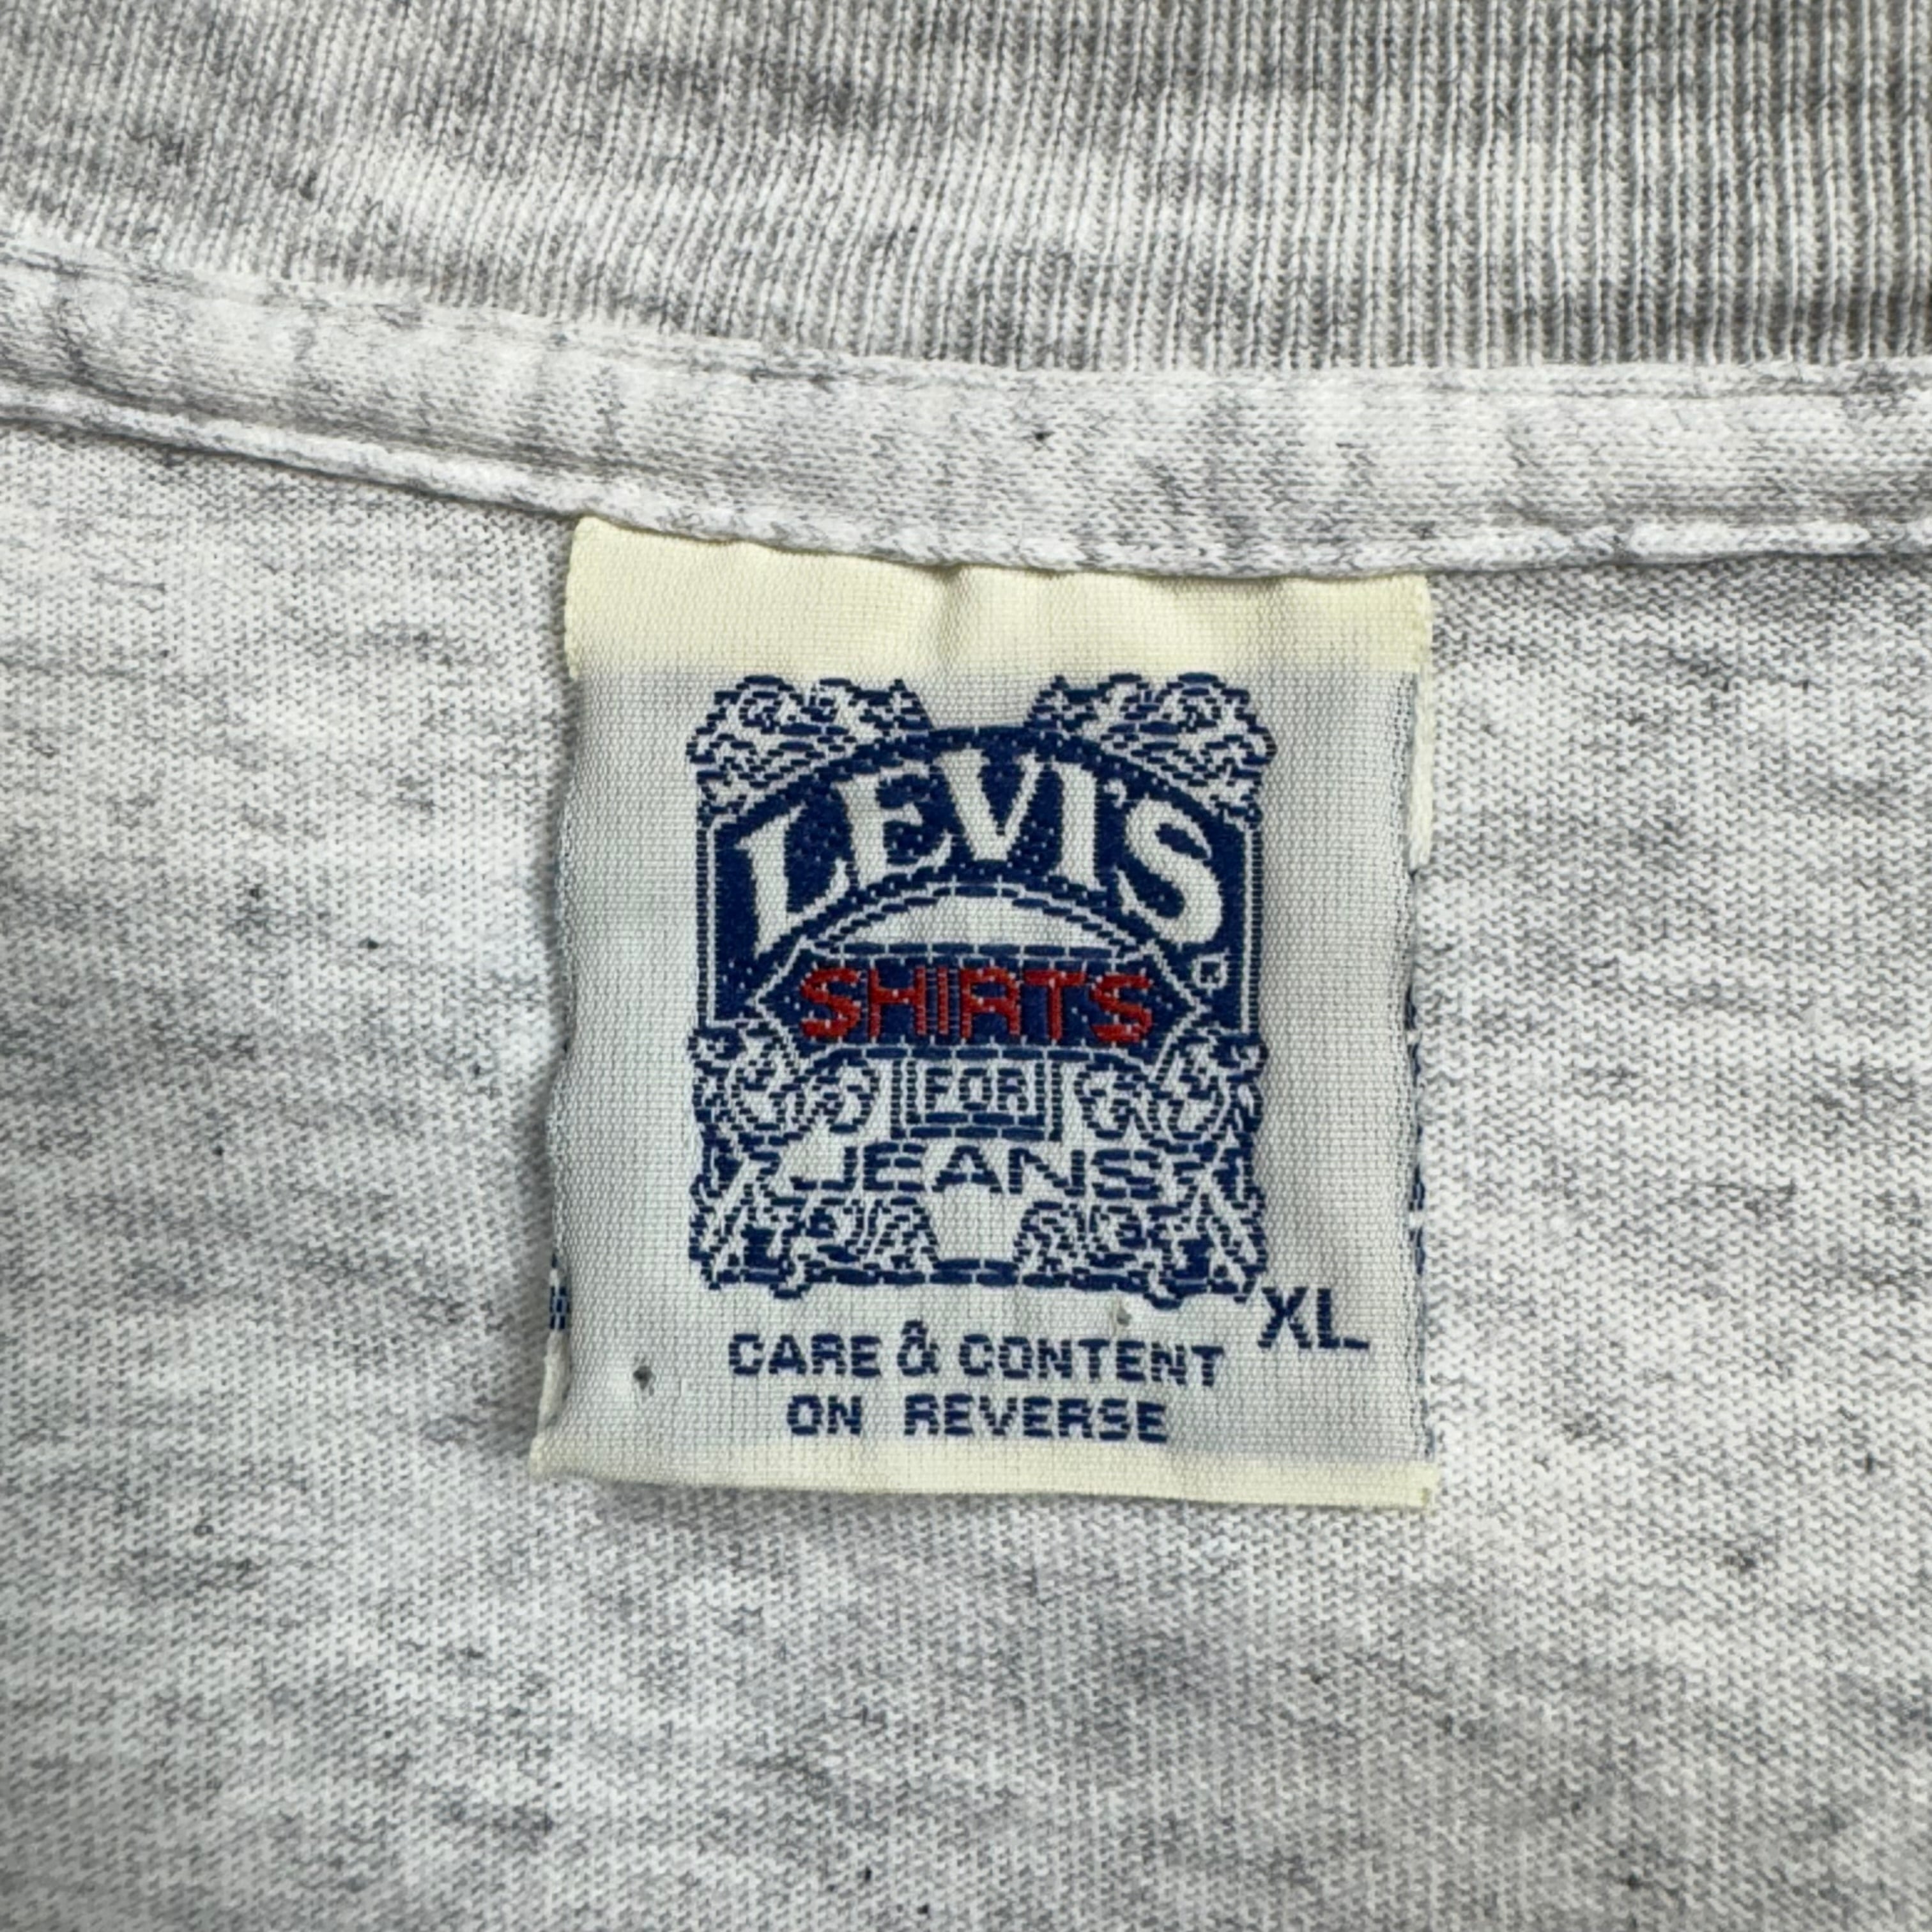 LEVI'S®
SHIRTS
FOR
JEANS
XL
CARE & CONTENT
ON REVERSE